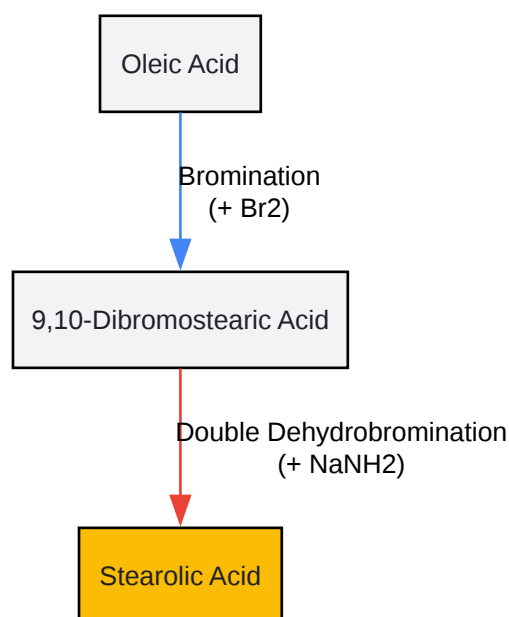 Oleic Acid
Bromination
(+ Br2)
9,10-Dibromostearic Acid
Double Dehydrobromination
(+ NaNH2)
Stearolic Acid